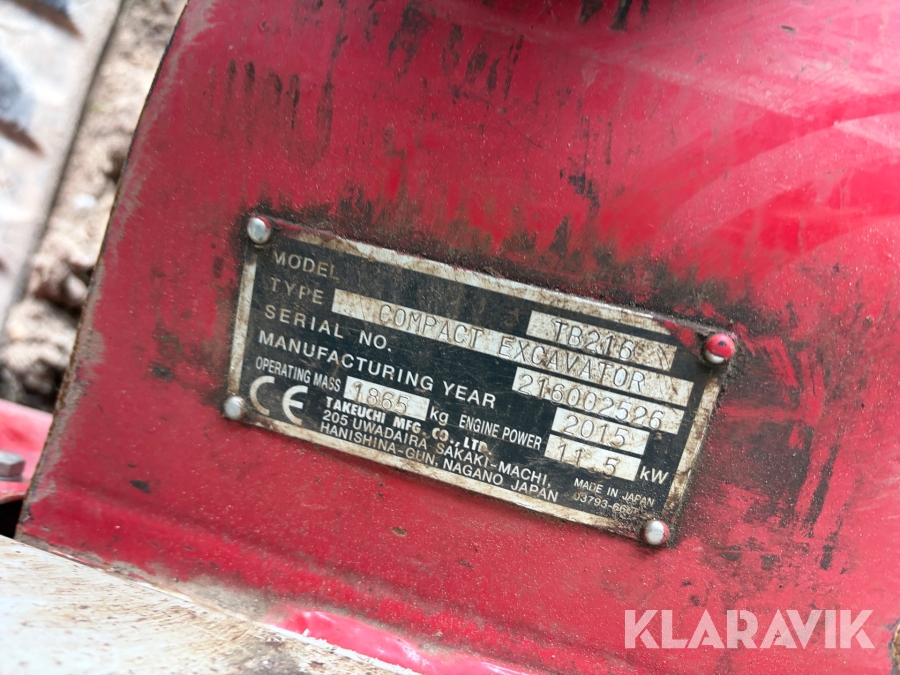 MODEL TB216
TYPE COMPACT EXCAVATOR
SERIAL NO. 216002526
MANUFACTURING YEAR 2015
OPERATING MASS 1865 kg ENGINE POWER 11.5 kW
CE TAKEUCHI MFG. CO., LTD.
205 UWADAIRA SAKAKI-MACHI,
HANISHINA-GUN, NAGANO JAPAN
MADE IN JAPAN
KLARAVIK